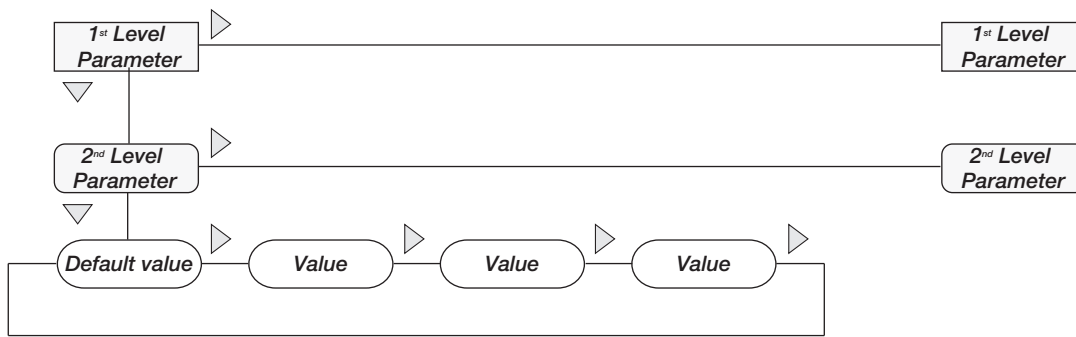 1st Level
Parameter
1st Level
Parameter
2nd Level
Parameter
2nd Level
Parameter
Default value
Value
Value
Value